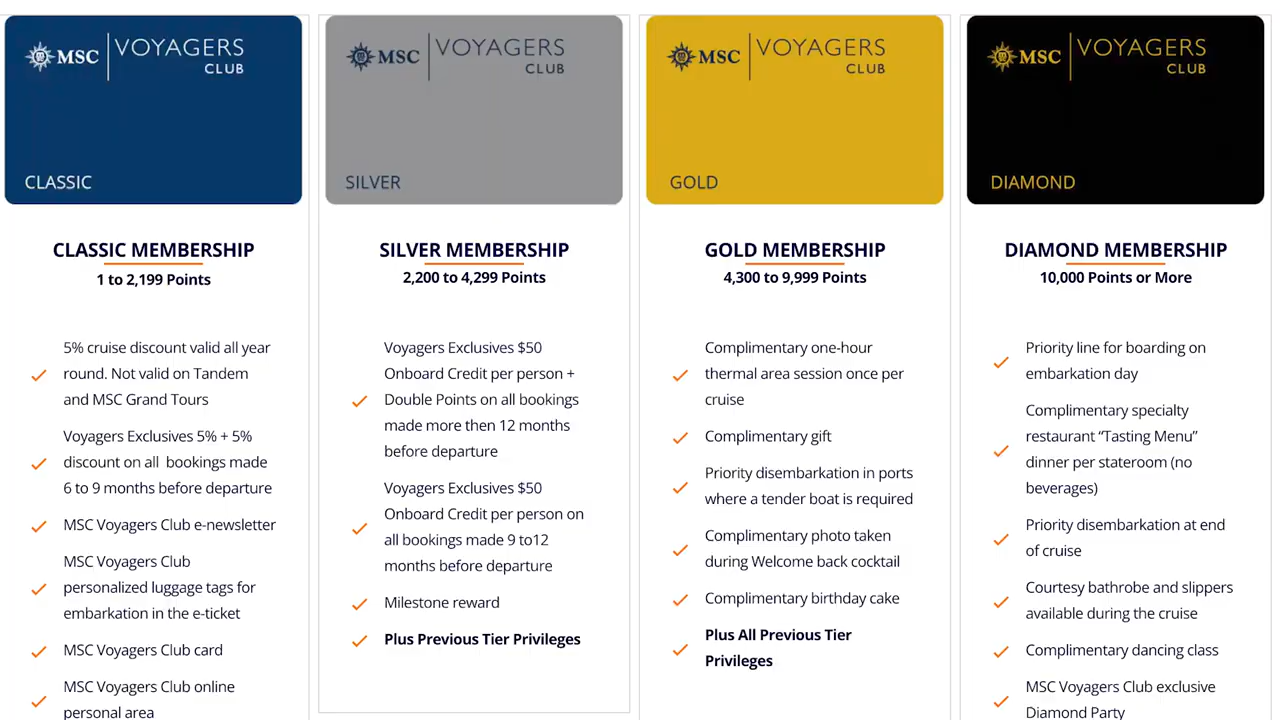 MSC VOYAGERS CLUB
CLASSIC
CLASSIC MEMBERSHIP
1 to 2,199 Points
5% cruise discount valid all year
round. Not valid on Tandem
and MSC Grand Tours
Voyagers Exclusives 5% + 5%
discount on all bookings made
6 to 9 months before departure
MSC Voyagers Club e-newsletter
MSC Voyagers Club
personalized luggage tags for
embarkation in the e-ticket
MSC Voyagers Club card
MSC Voyagers Club online
personal area
MSC VOYAGERS CLUB
SILVER
SILVER MEMBERSHIP
2,200 to 4,299 Points
Voyagers Exclusives $50
Onboard Credit per person +
Double Points on all bookings
made more then 12 months
before departure
Voyagers Exclusives $50
Onboard Credit per person on
all bookings made 9 to12
months before departure
Milestone reward
Plus Previous Tier Privileges
MSC VOYAGERS CLUB
GOLD
GOLD MEMBERSHIP
4,300 to 9,999 Points
Complimentary one-hour
thermal area session once per
cruise
Complimentary gift
Priority disembarkation in ports
where a tender boat is required
Complimentary photo taken
during Welcome back cocktail
Complimentary birthday cake
Plus All Previous Tier
Privileges
MSC VOYAGERS CLUB
DIAMOND
DIAMOND MEMBERSHIP
10,000 Points or More
Priority line for boarding on
embarkation day
Complimentary specialty
restaurant “Tasting Menu”
dinner per stateroom (no
beverages)
Priority disembarkation at end
of cruise
Courtesy bathrobe and slippers
available during the cruise
Complimentary dancing class
MSC Voyagers Club exclusive
Diamond Party